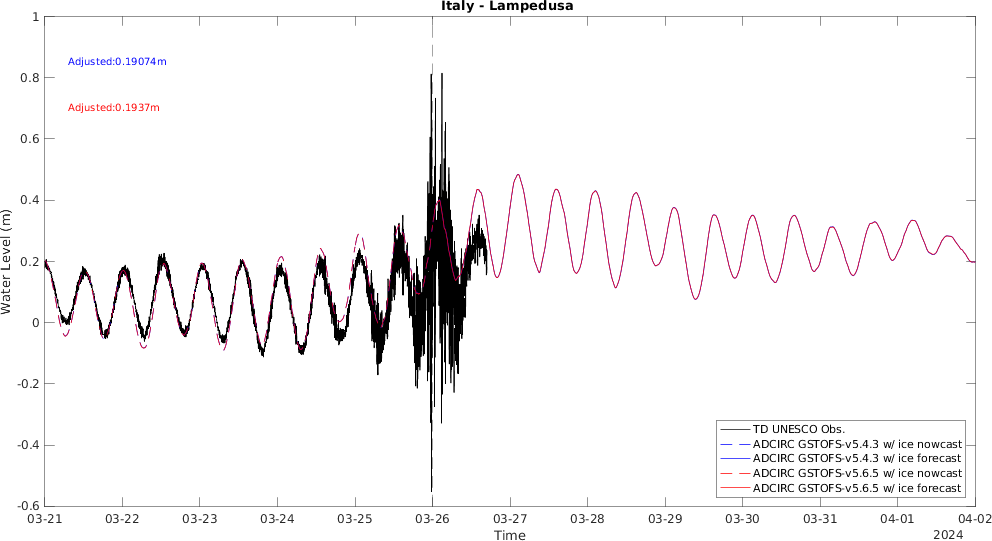 Italy - Lampedusa
Adjusted:0.19074m
Adjusted:0.1937m
Water Level (m)
1
0.8
0.6
0.4
0.2
0
-0.2
-0.4
-0.6
TD UNESCO Obs.
ADCIRC GSTOFS-v5.4.3 w/ ice nowcast
ADCIRC GSTOFS-v5.4.3 w/ ice forecast
ADCIRC GSTOFS-v5.6.5 w/ ice nowcast
ADCIRC GSTOFS-v5.6.5 w/ ice forecast
03-21 03-22 03-23 03-24 03-25 03-26 03-27 03-28 03-29 03-30 03-31 04-01 04-02
Time
2024